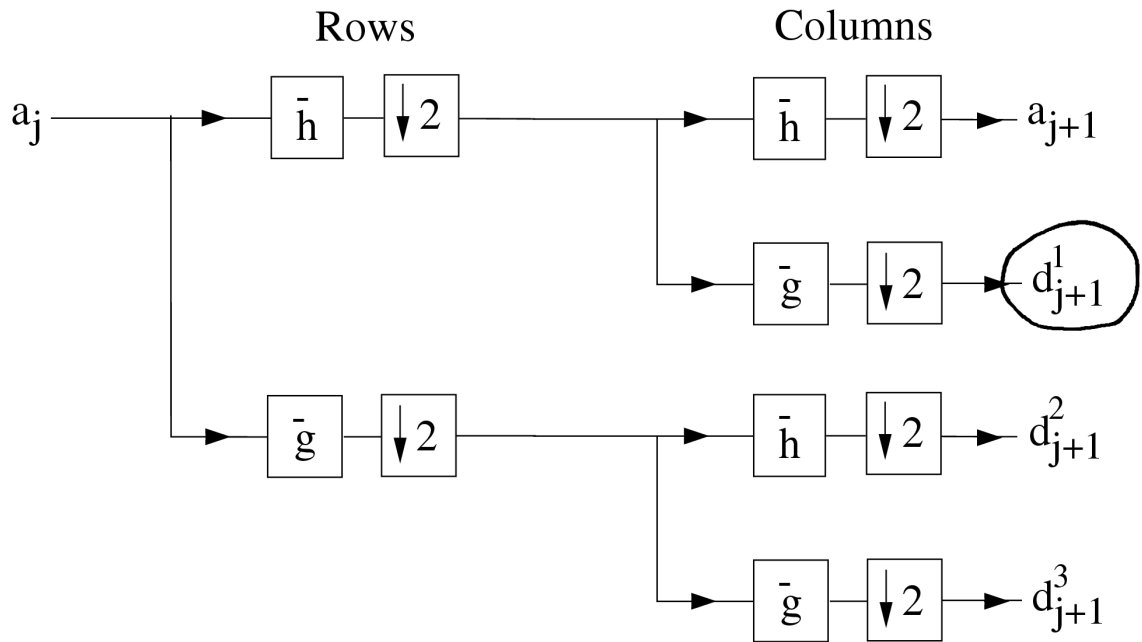 Rows Columns
a_j h̄ ↓2 h̄ ↓2 a_{j+1}
ḡ ↓2 d^1_{j+1}
ḡ ↓2 h̄ ↓2 d^2_{j+1}
ḡ ↓2 d^3_{j+1}